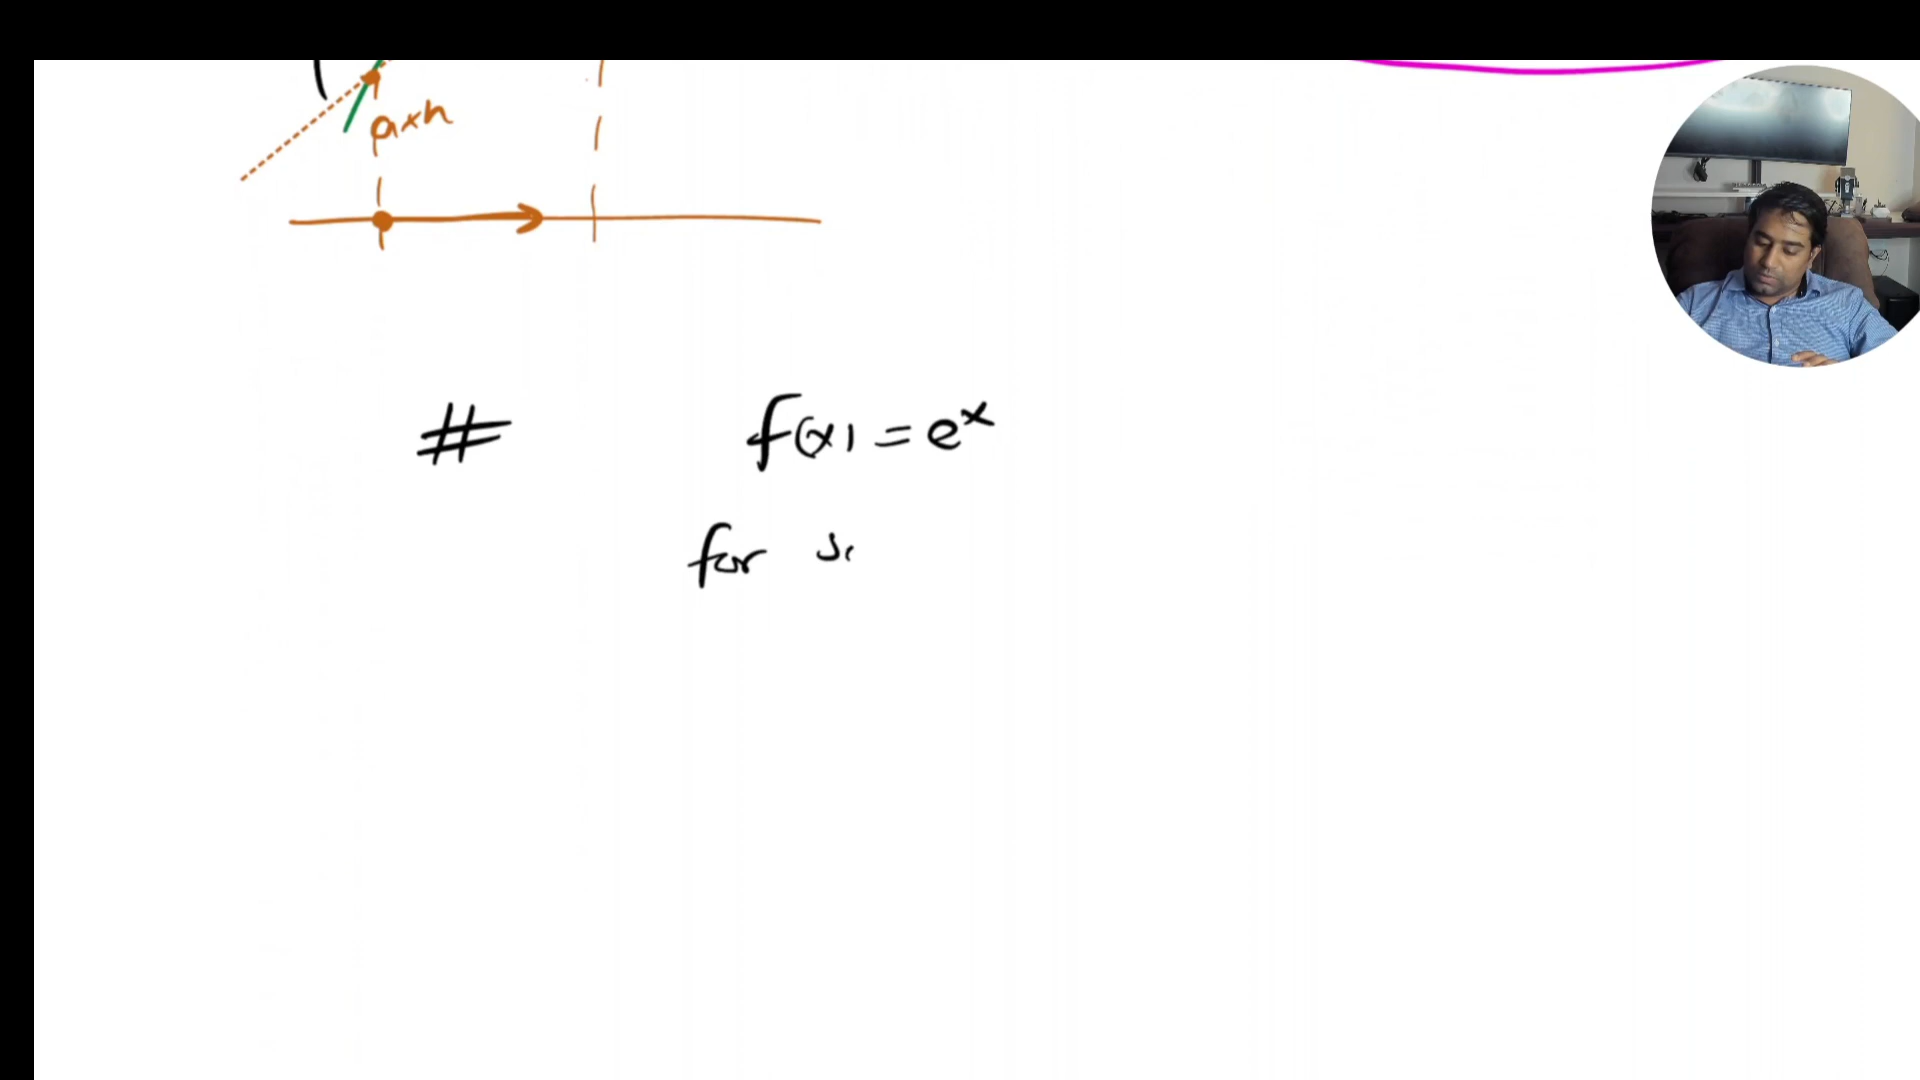 a+h
# f(x) = e^x
for